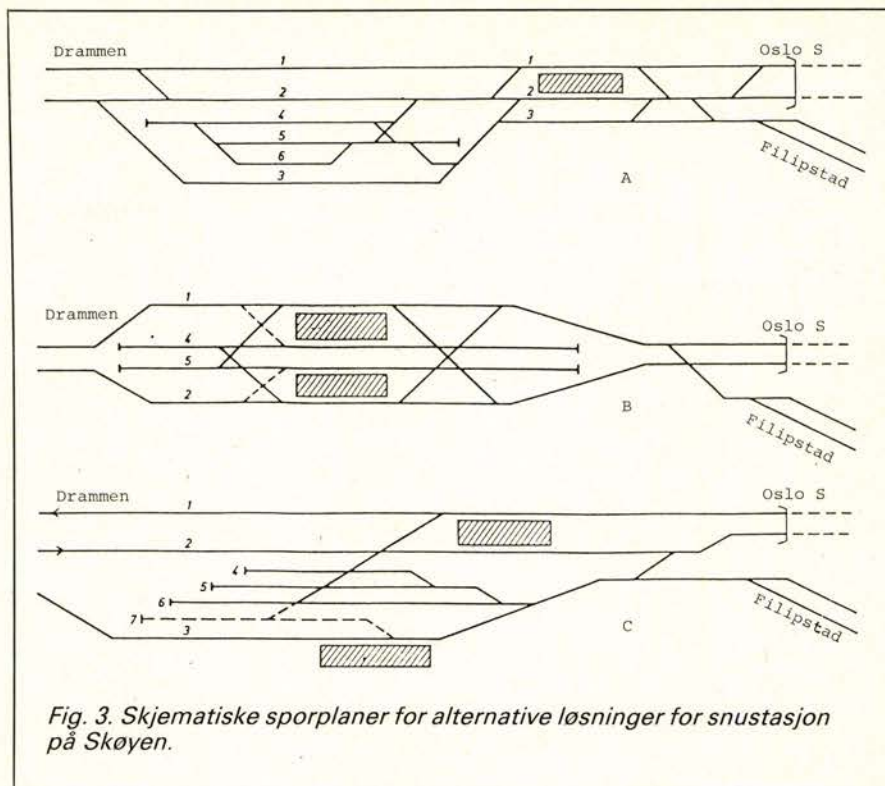 Drammen
Oslo S
1
1
2
2
4
3
5
6
3
A
Filipstad
Drammen
1
Oslo S
4
5
2
B
Filipstad
Drammen
Oslo S
1
2
4
5
6
7
3
C
Filipstad
Fig. 3. Skjematiske sporplaner for alternative løsninger for snustasjon
på Skøyen.